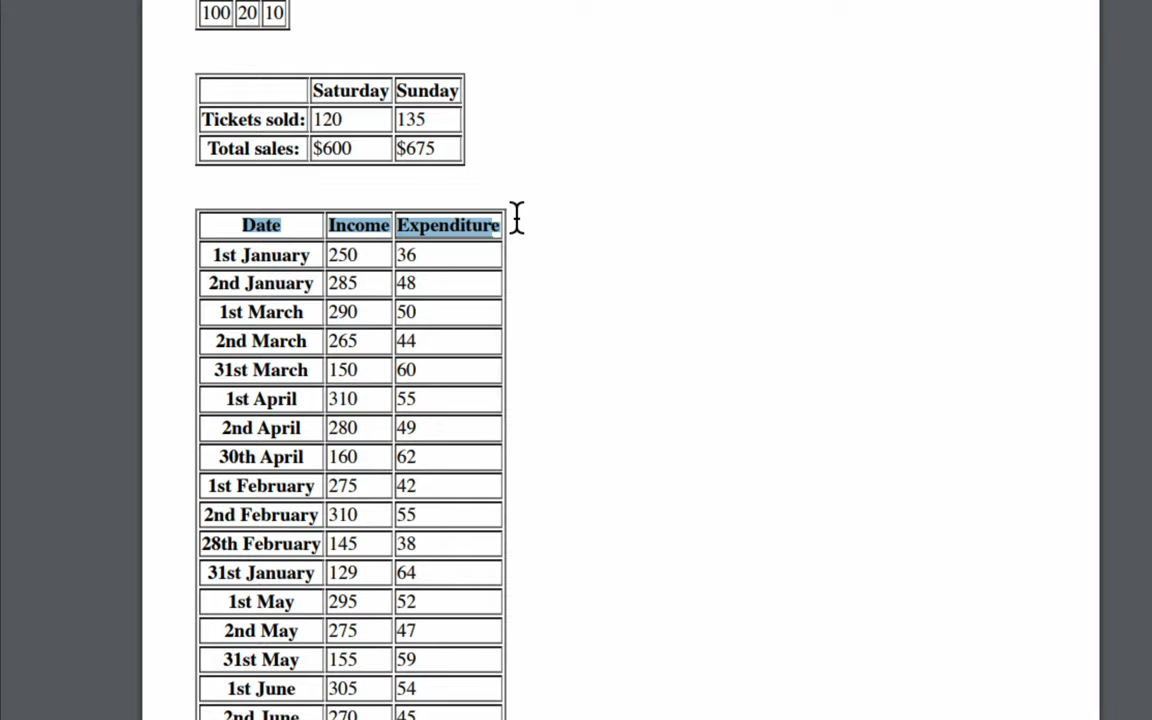 100 20 10
Saturday Sunday
Tickets sold: 120 135
Total sales: $600 $675
Date Income Expenditure
1st January 250 36
2nd January 285 48
1st March 290 50
2nd March 265 44
31st March 150 60
1st April 310 55
2nd April 280 49
30th April 160 62
1st February 275 42
2nd February 310 55
28th February 145 38
31st January 129 64
1st May 295 52
2nd May 275 47
31st May 155 59
1st June 305 54
2nd June 270 45